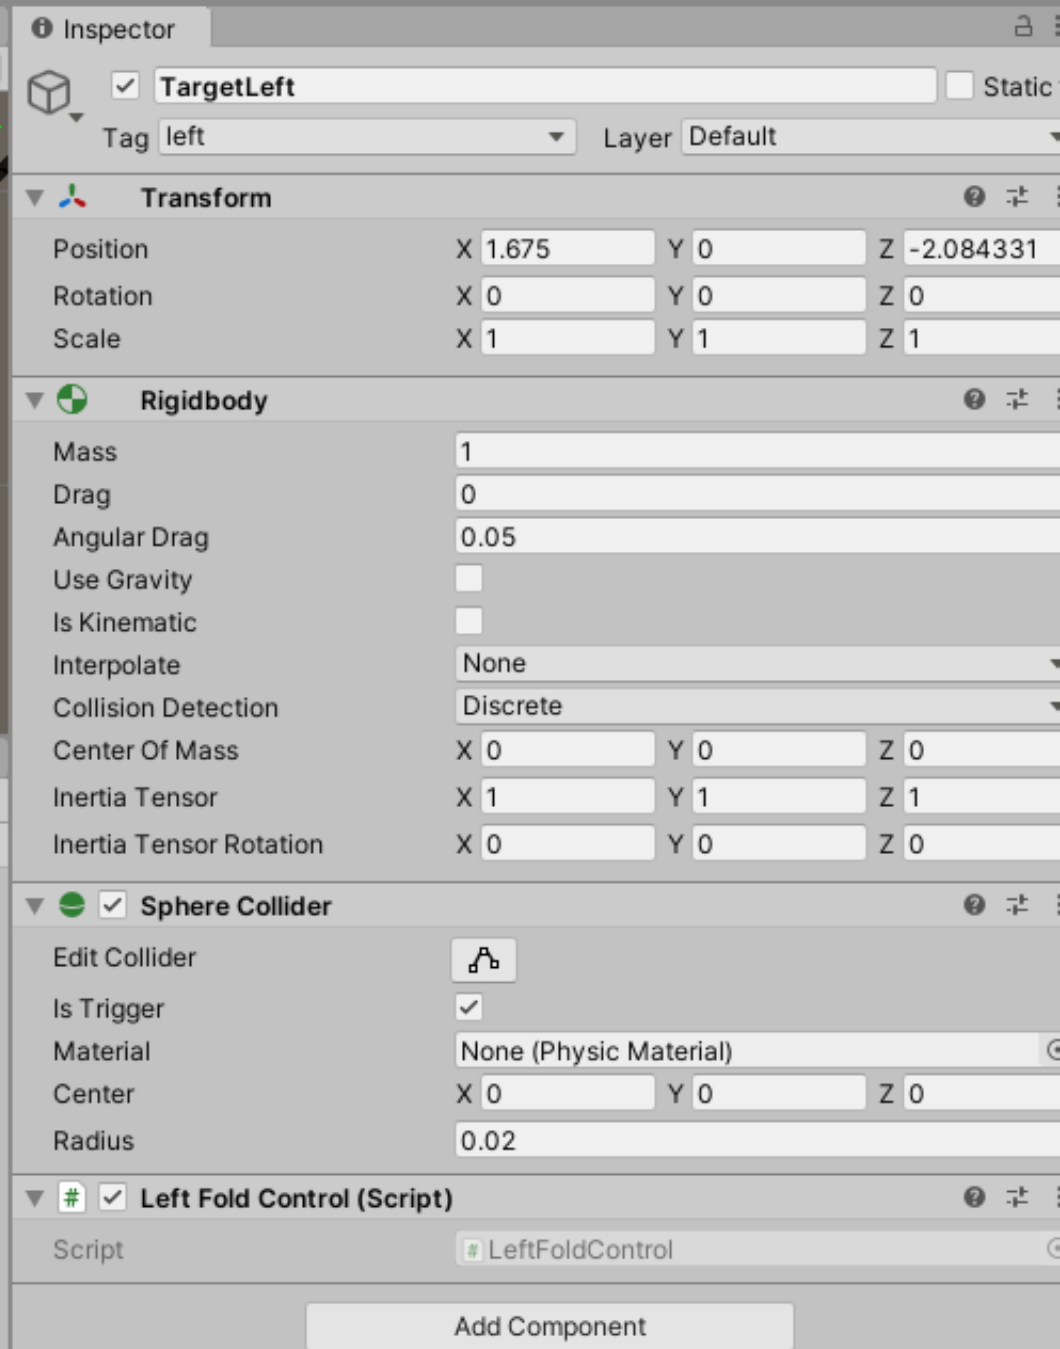 Inspector
TargetLeft Static
Tag left Layer Default
Transform
Position X 1.675 Y 0 Z -2.084331
Rotation X 0 Y 0 Z 0
Scale X 1 Y 1 Z 1
Rigidbody
Mass 1
Drag 0
Angular Drag 0.05
Use Gravity
Is Kinematic
Interpolate None
Collision Detection Discrete
Center Of Mass X 0 Y 0 Z 0
Inertia Tensor X 1 Y 1 Z 1
Inertia Tensor Rotation X 0 Y 0 Z 0
Sphere Collider
Edit Collider
Is Trigger
Material None (Physic Material)
Center X 0 Y 0 Z 0
Radius 0.02
# Left Fold Control (Script)
Script # LeftFoldControl
Add Component